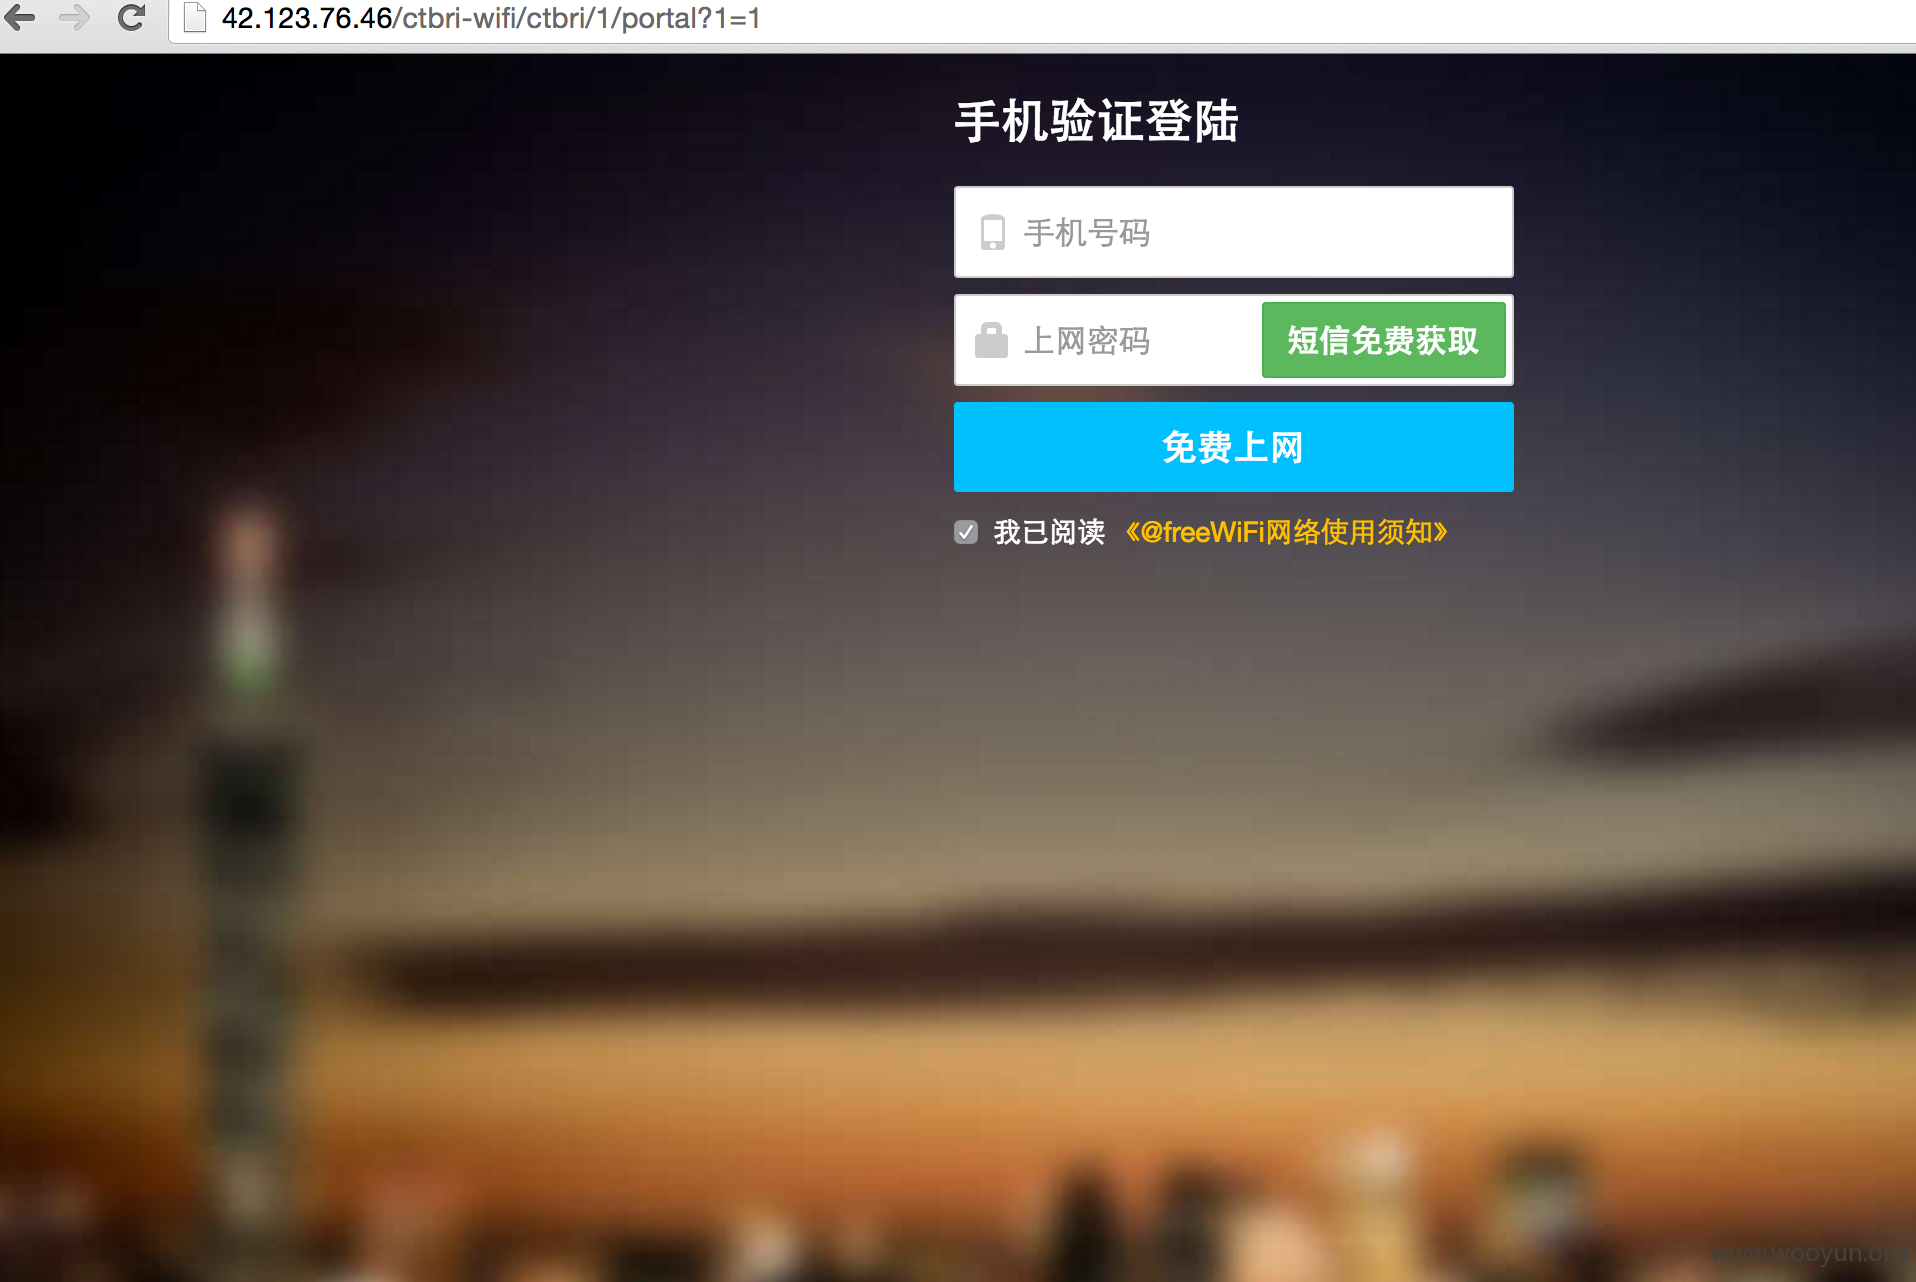 42.123.76.46/ctbri-wifi/ctbri/1/portal?1=1
手机验证登陆
手机号码
上网密码 短信免费获取
免费上网
我已阅读 《@freeWiFi网络使用须知》
www.wooyun.org